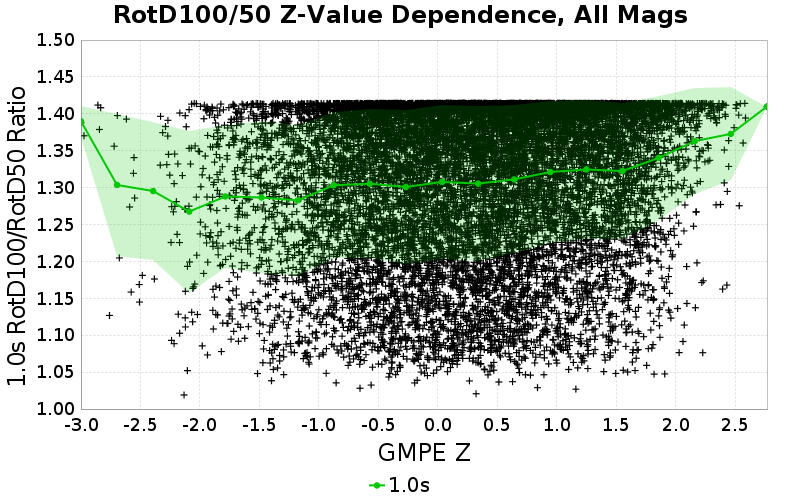 RotD100/50 Z-Value Dependence, All Mags
1.0s RotD100/RotD50 Ratio
1.50
1.45
1.40
1.35
1.30
1.25
1.20
1.15
1.10
1.05
1.00
-3.0 -2.5 -2.0 -1.5 -1.0 -0.5 0.0 0.5 1.0 1.5 2.0 2.5
GMPE Z
1.0s